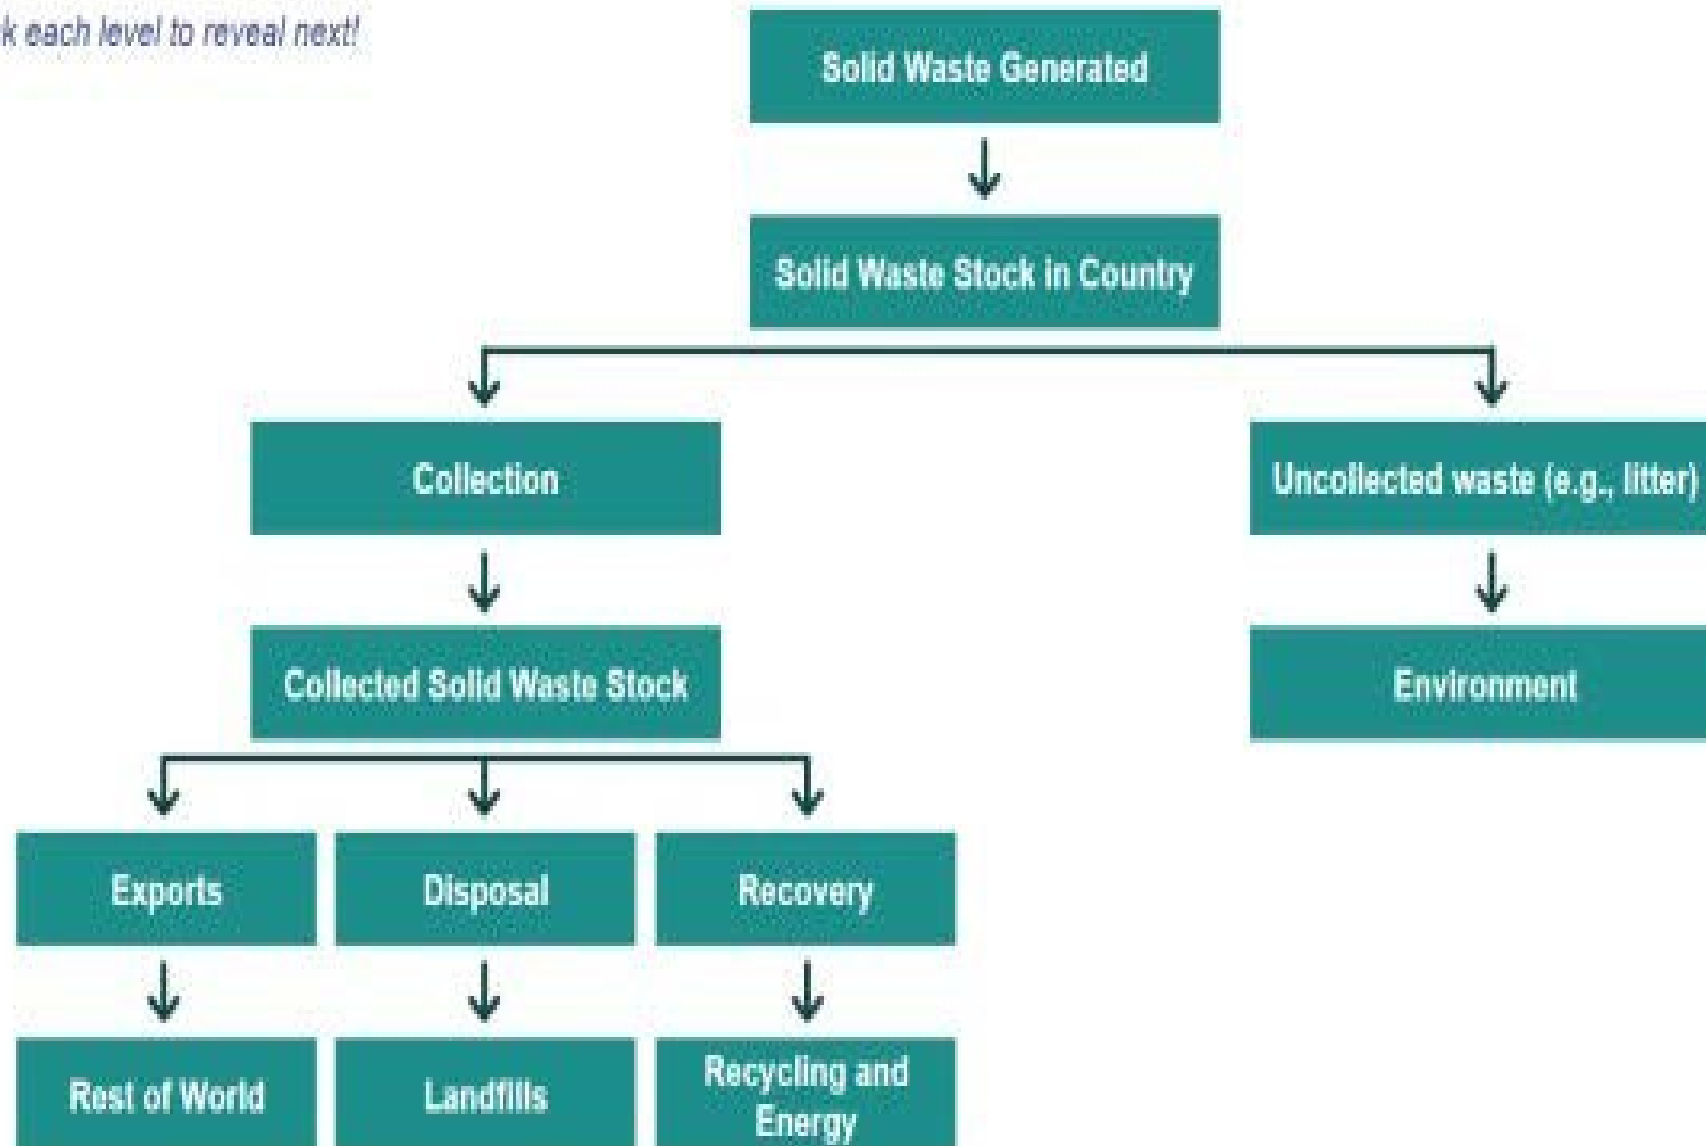 k each level to reveal next!
Solid Waste Generated
Solid Waste Stock in Country
Collection
Uncollected waste (e.g., litter)
Collected Solid Waste Stock
Environment
Exports
Disposal
Recovery
Rest of World
Landfills
Recycling and
Energy